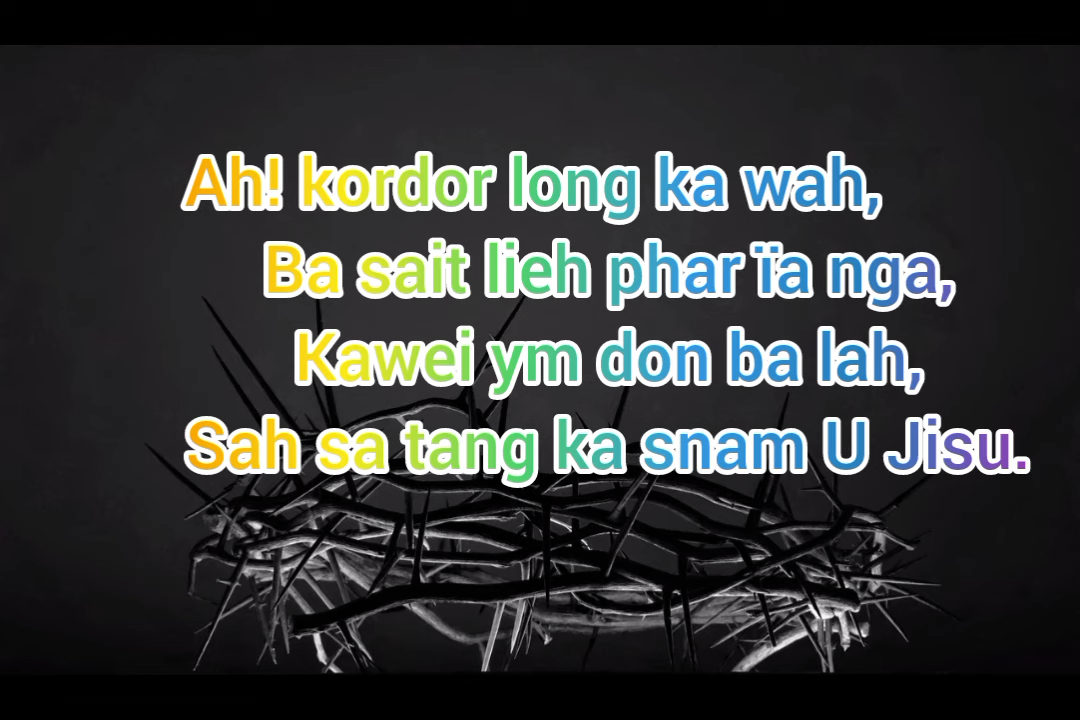 Ah! kordor long ka wah,
Ba sait lieh phar ïa nga,
Kawei ym don ba lah,
Sah sa tang ka snam U Jisu.